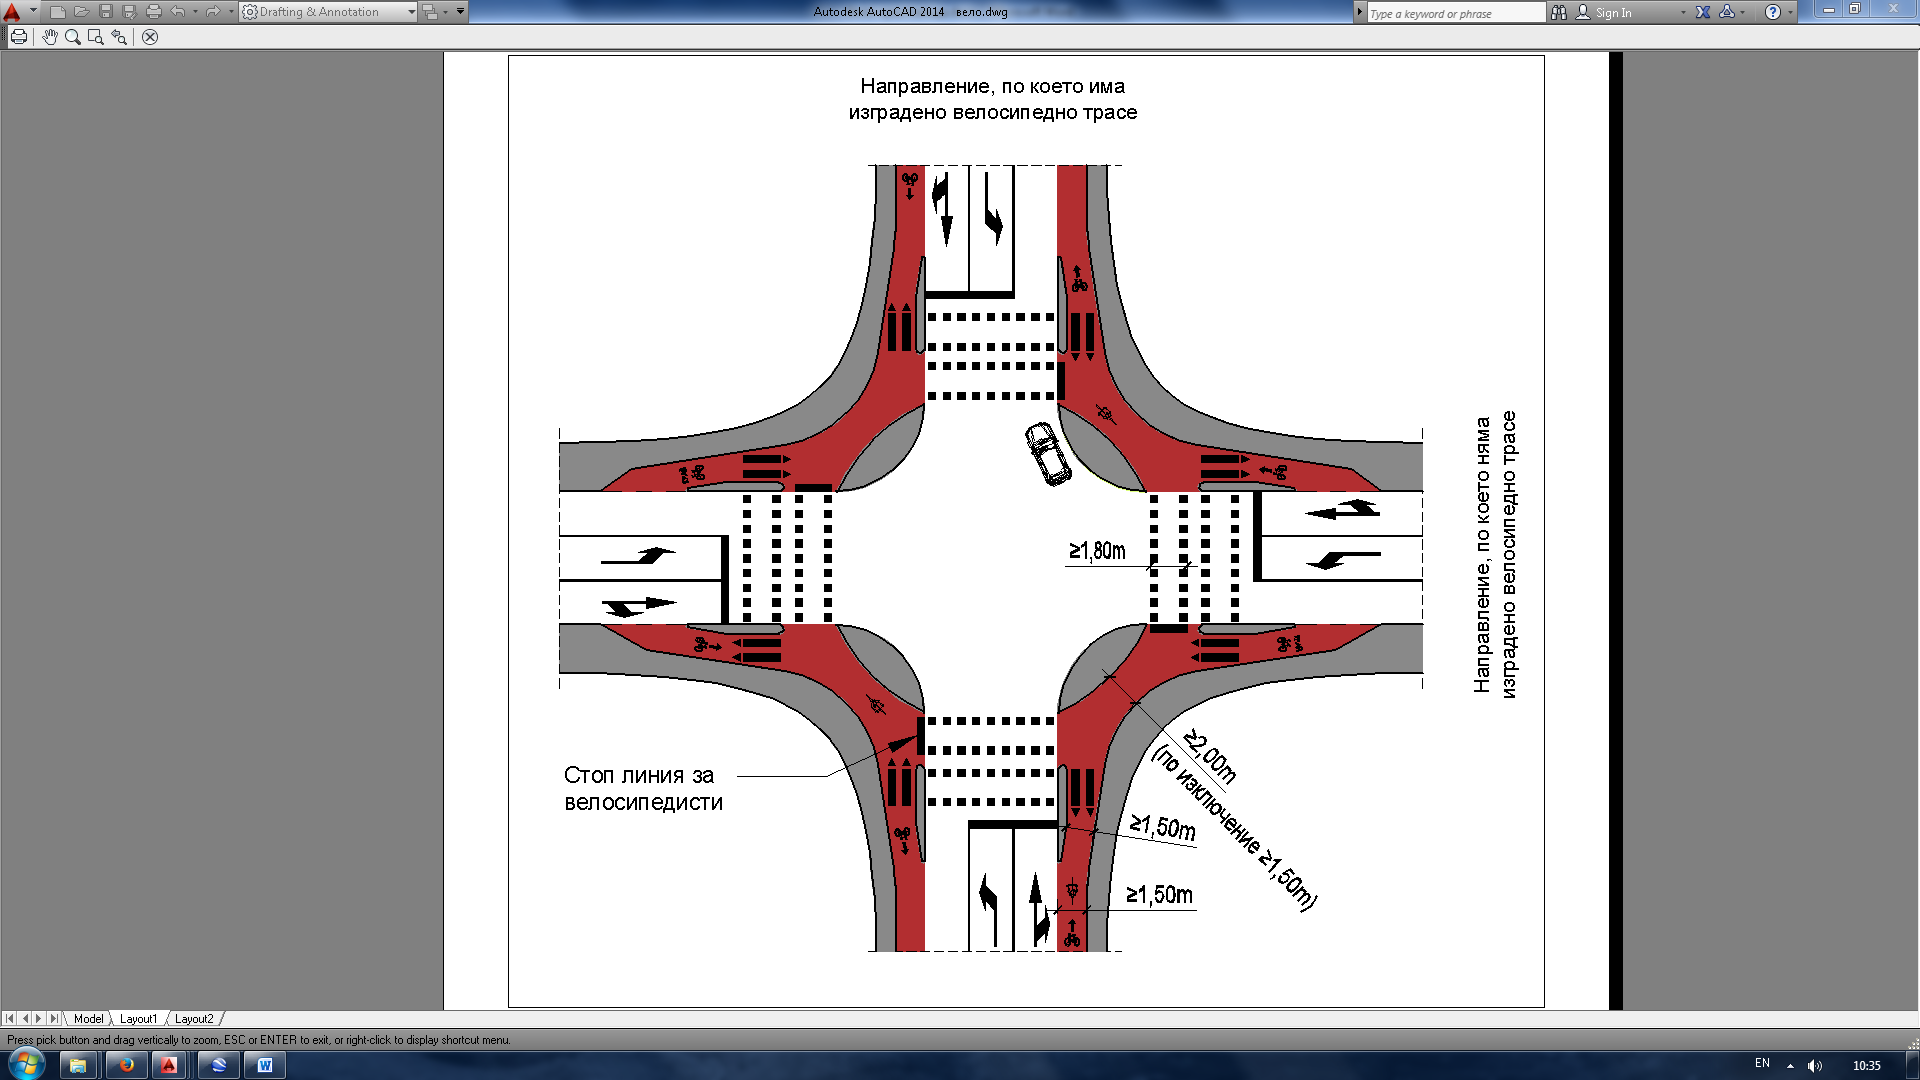 Drafting & Annotation
Autodesk AutoCAD 2014 вело.dwg
Type a keyword or phrase
Sign In
Направление, по което има
изградено велосипедно трасе
Направление, по което няма
изградено велосипедно трасе
≥1,80m
≥2,00m
(по изключение ≥1,50m)
Стоп линия за
велосипедисти
≥1,50m
≥1,50m
Model
Layout1
Layout2
Press pick button and drag vertically to zoom, ESC or ENTER to exit, or right-click to display shortcut menu.
EN
10:35